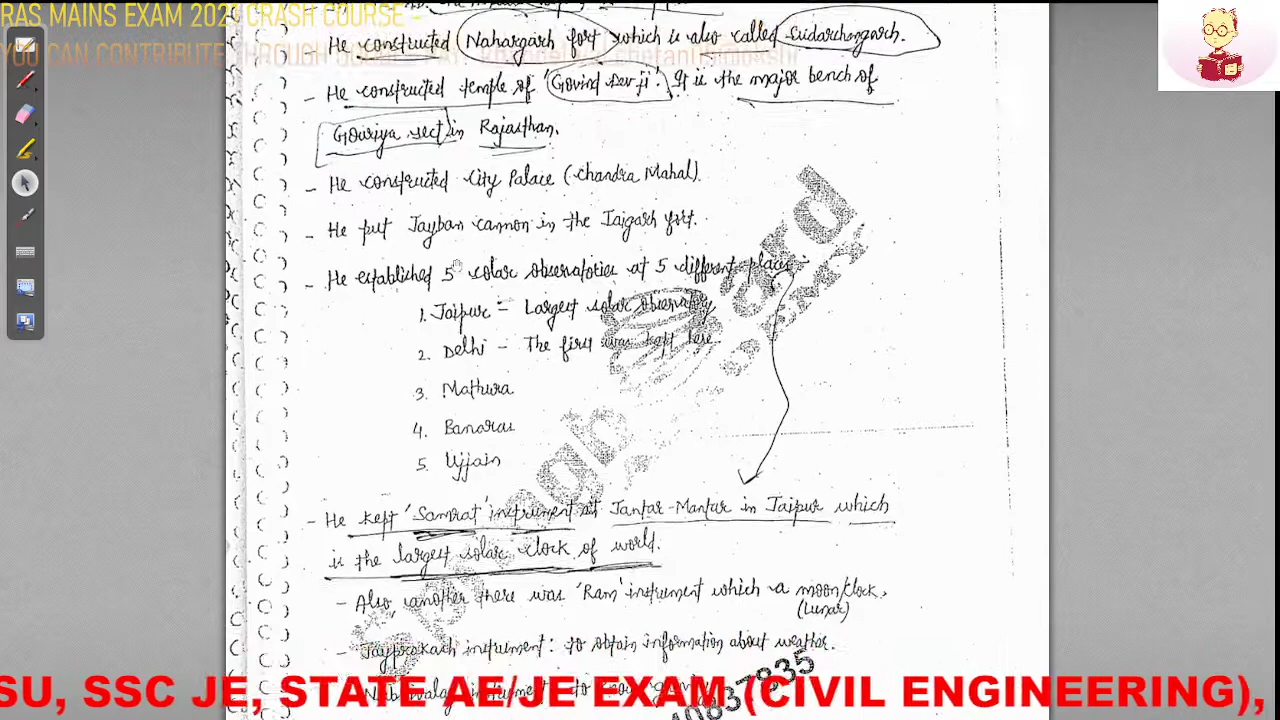 RAS MAINS EXAM 2021 CRASH COURSE -
YOU CAN CONTRIBUTE THROUGH
- He constructed Nahargarh fort which is also called Sudarshangarh.
- He constructed temple of 'Govind Dev Ji'. It is the major bench of
Gouriya sect in Rajasthan.
- He constructed City Palace (Chandra Mahal).
- He put Jayban cannon in the Jaigarh fort.
- He established 5 solar observatories at 5 different places :-
1. Jaipur - Largest solar observatory
2. Delhi - The first was kept here.
3. Mathura
4. Banaras
5. Ujjain
- He kept 'Samrat' instrument at Jantar-Mantar in Jaipur which
is the largest solar clock of world.
- Also another there was 'Ram' instrument which a moon clock.
(Lunar)
- Jayprakash instrument: to obtain information about weather.
SU, SSC JE, STATE AE/JE EXAM (CIVIL ENGINEERING),